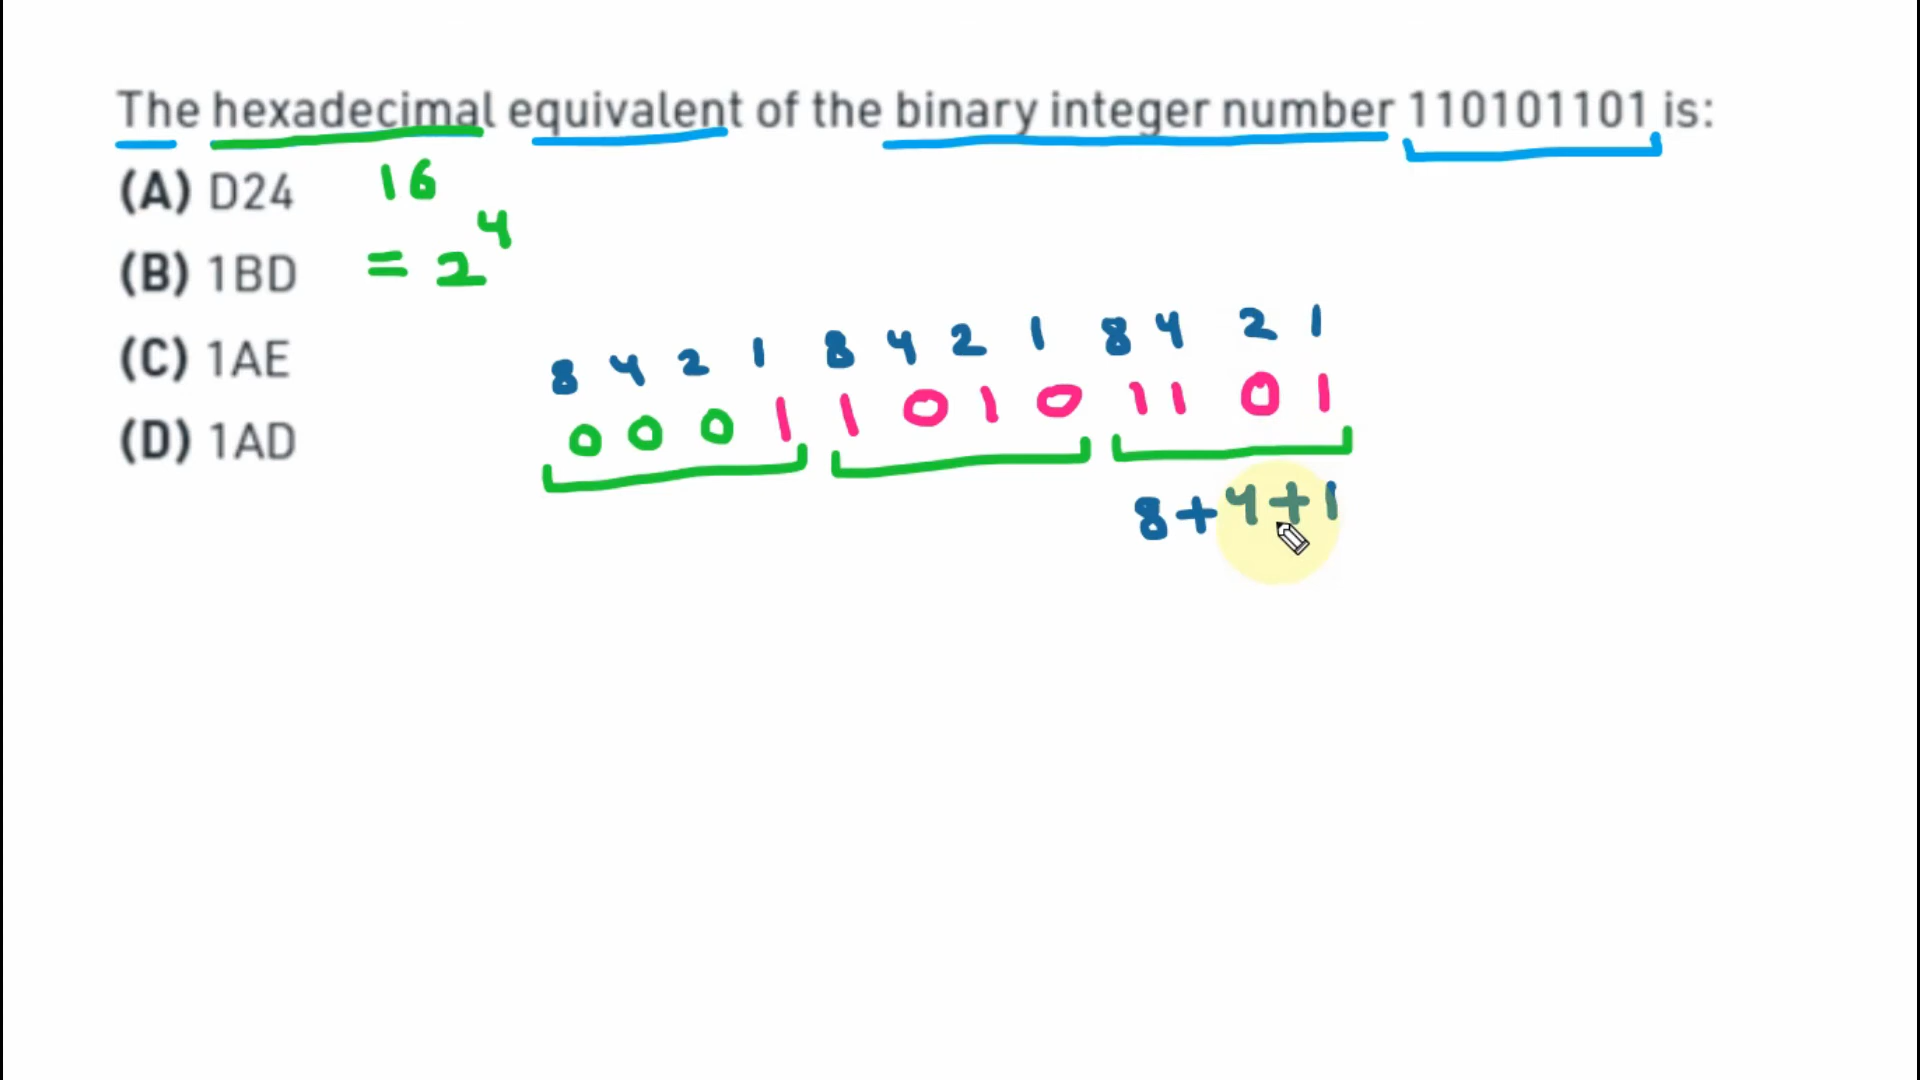 The hexadecimal equivalent of the binary integer number 110101101 is:
(A) D24
16
(B) 1BD
= 2^4
(C) 1AE
8 4 2 1 8 4 2 1 8 4 2 1
(D) 1AD
0 0 0 1 1 0 1 0 1 1 0 1
8+4+1